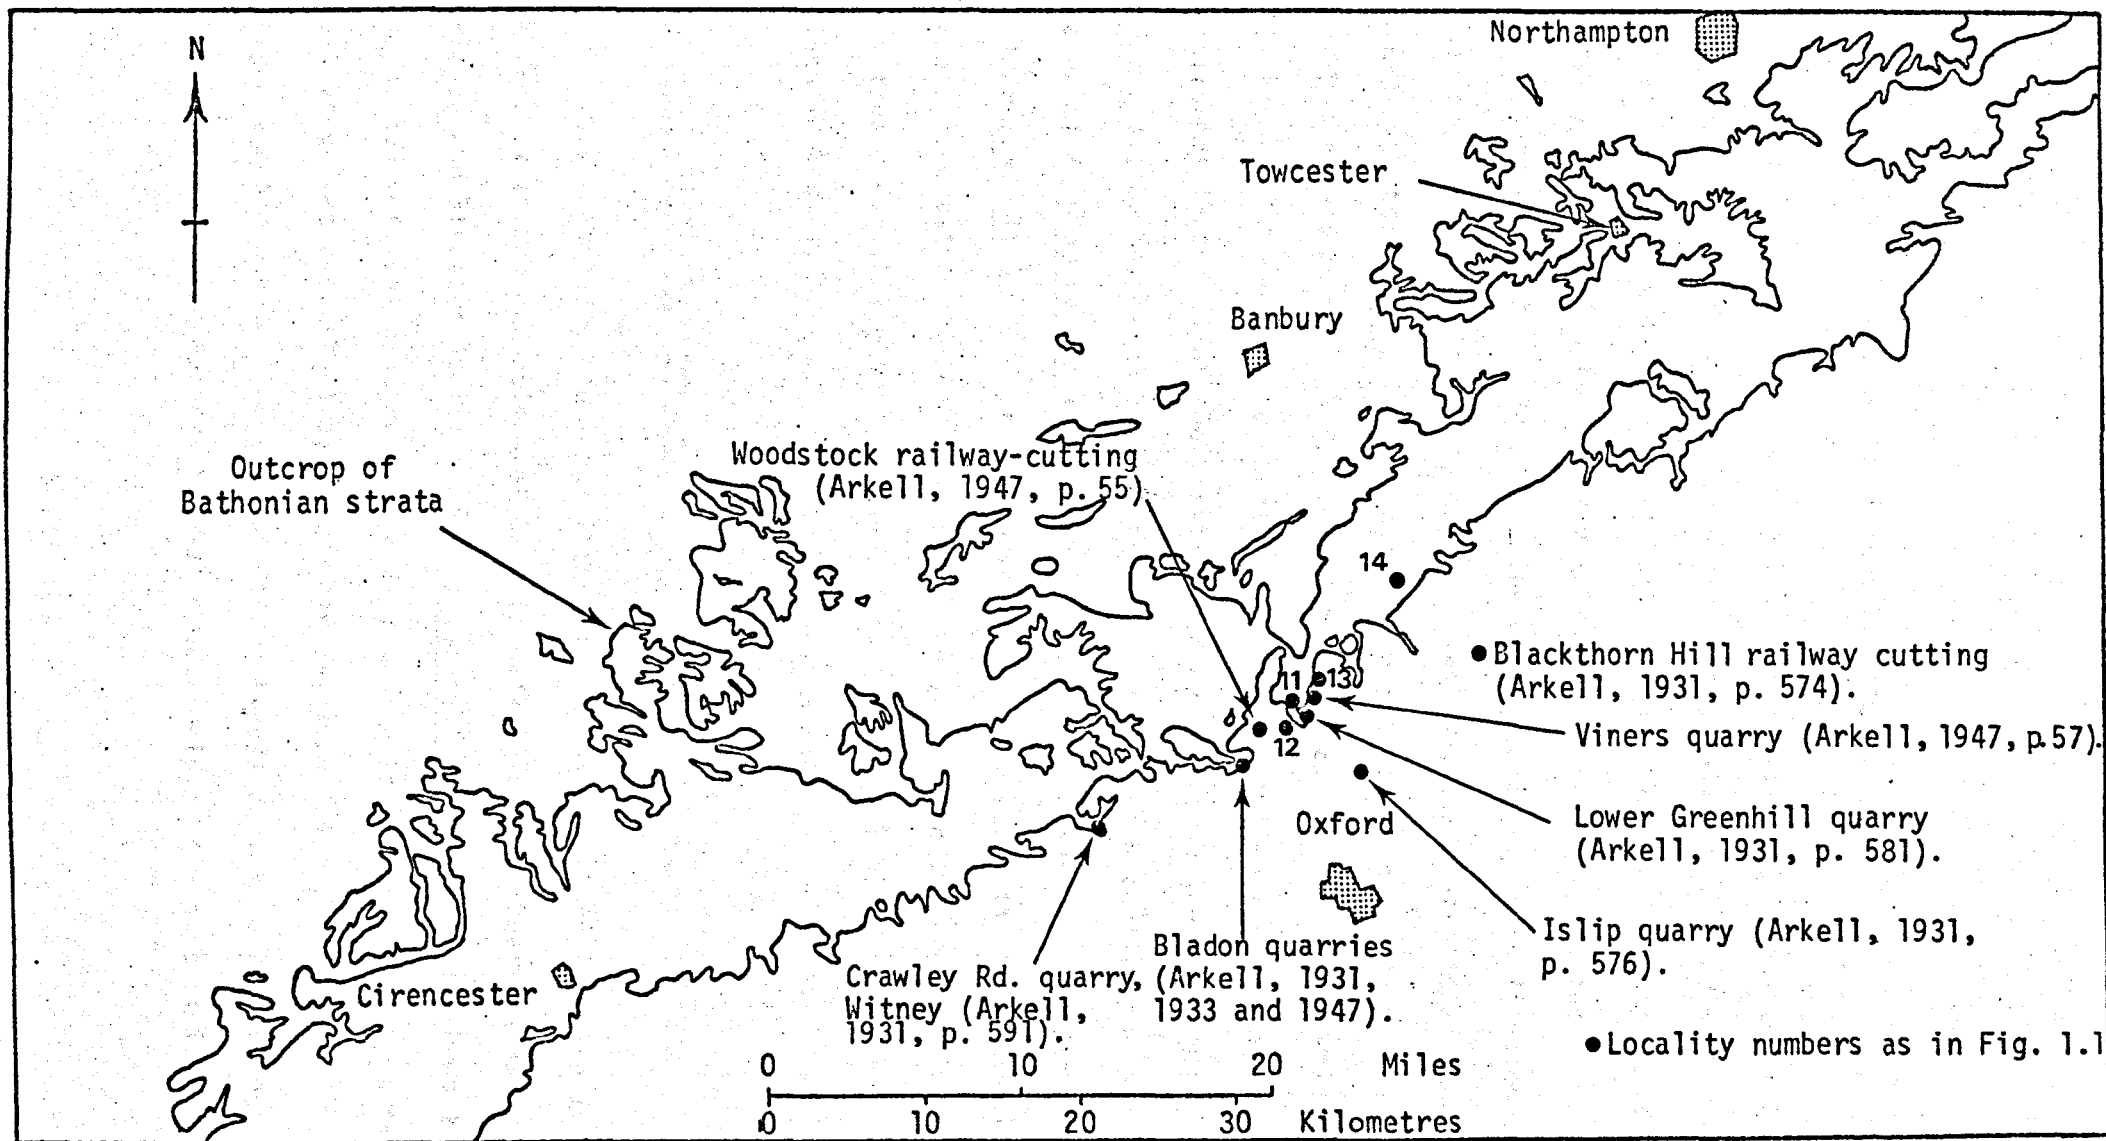 N
Northampton
Towcester
Banbury
Woodstock railway-cutting
(Arkell, 1947, p. 55)
Outcrop of
Bathonian strata
14
Blackthorn Hill railway cutting
(Arkell, 1931, p. 574).
11
13
12
Viners quarry (Arkell, 1947, p.57).
Lower Greenhill quarry
(Arkell, 1931, p. 581).
Oxford
Islip quarry (Arkell, 1931,
p. 576).
Bladon quarries
(Arkell, 1931,
1933 and 1947).
Crawley Rd. quarry,
Witney (Arkell,
1931, p. 591).
Cirencester
Locality numbers as in Fig. 1.1
0 10 20 Miles
0 10 20 30 Kilometres